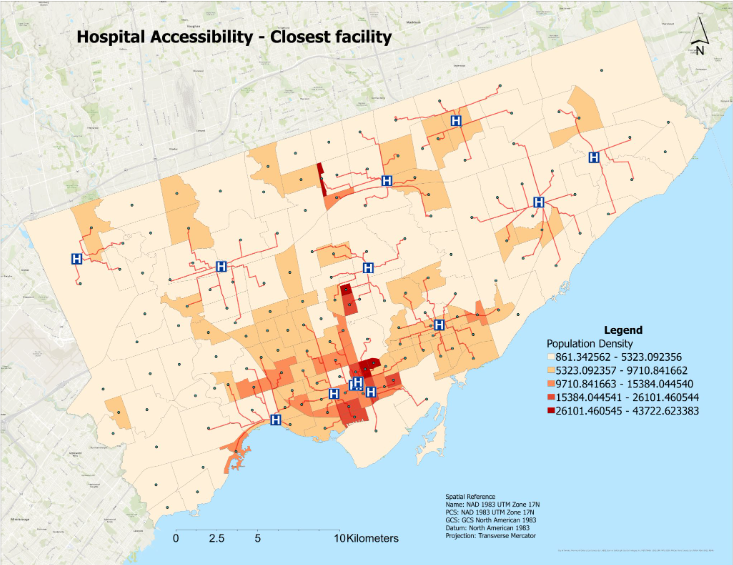 Hospital Accessibility - Closest facility
N
H
H
H
H
H
H
H
H
H
H
H
H
H
Legend
Population Density
861.342562 - 5323.092356
5323.092357 - 9710.841662
9710.841663 - 15384.044540
15384.044541 - 26101.460544
26101.460545 - 43722.623383
Spatial Reference
Name: NAD 1983 UTM Zone 17N
PCS: NAD 1983 UTM Zone 17N
GCS: GCS North American 1983
Datum: North American 1983
Projection: Transverse Mercator
0 2.5 5 10 Kilometers